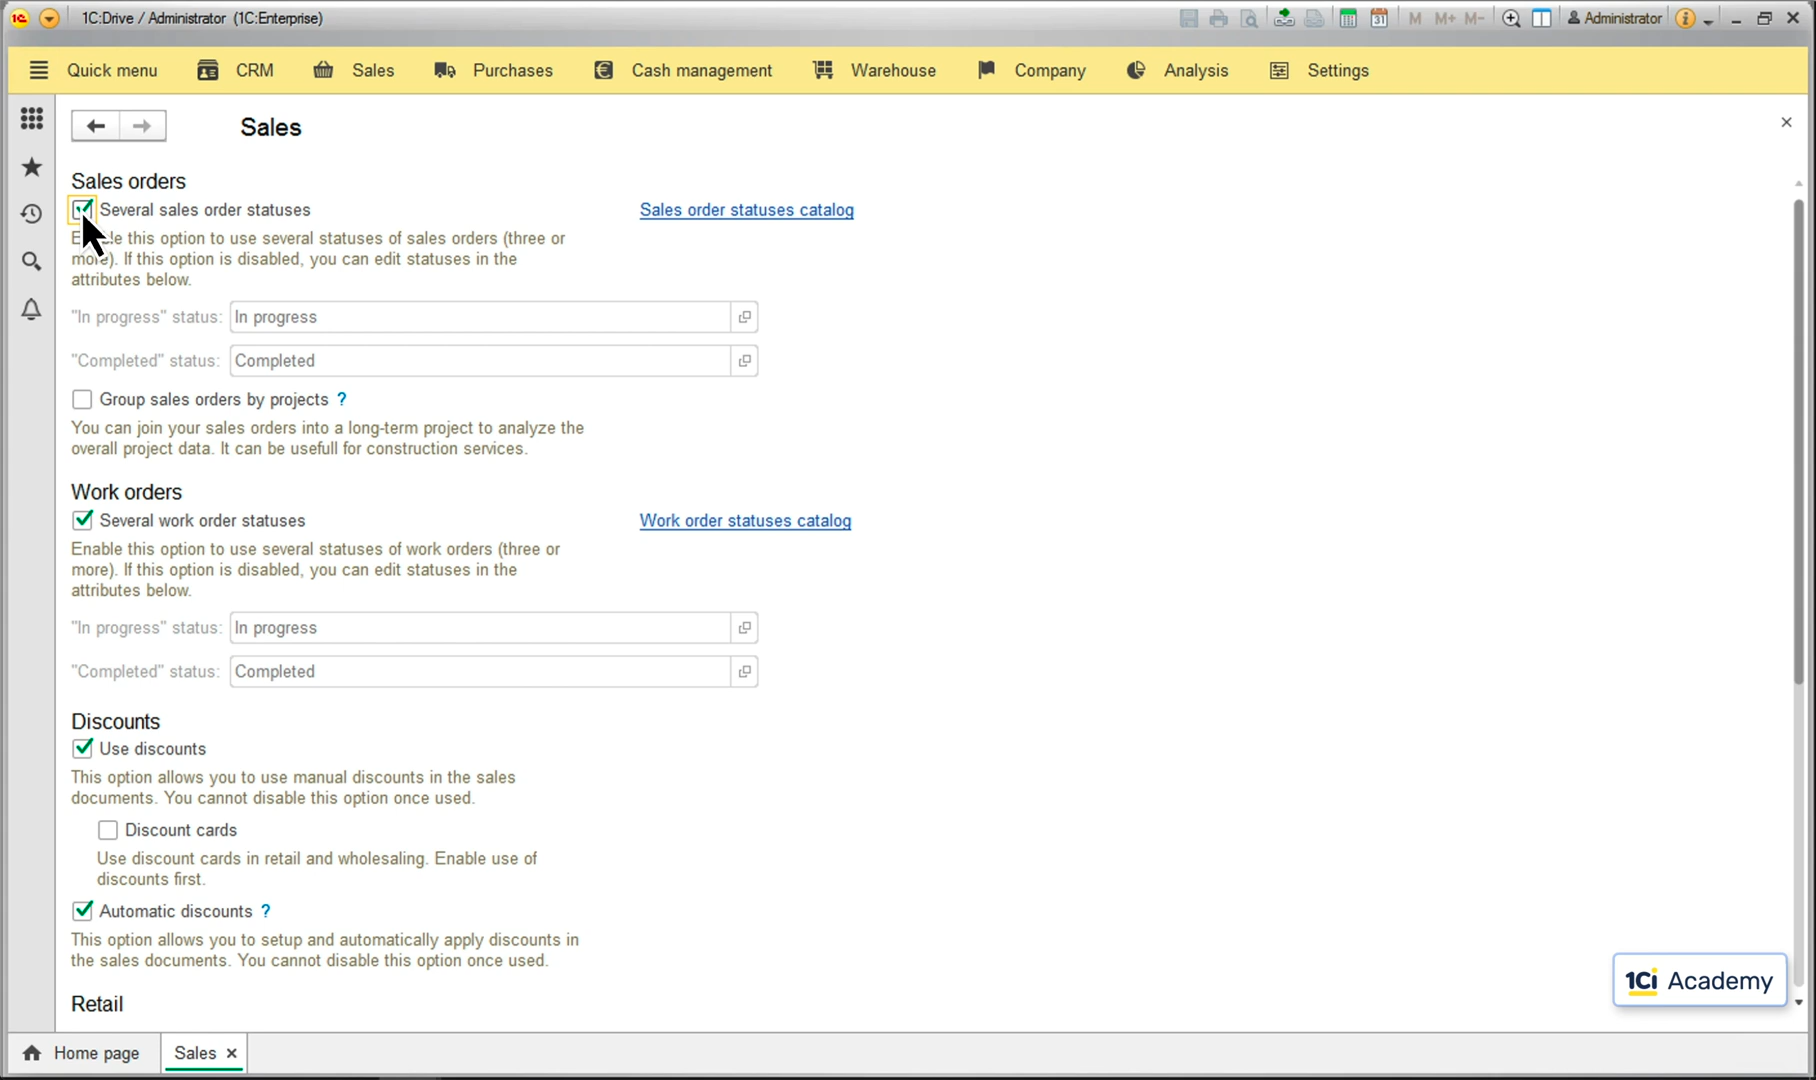 1C:Drive / Administrator (1C:Enterprise)
31 M M+ M- Administrator
Quick menu CRM Sales Purchases Cash management Warehouse Company Analysis Settings
Sales
Sales orders
Several sales order statuses Sales order statuses catalog
this option to use several statuses of sales orders (three or
more). If this option is disabled, you can edit statuses in the
attributes below.
"In progress" status: In progress
"Completed" status: Completed
Group sales orders by projects ?
You can join your sales orders into a long-term project to analyze the
overall project data. It can be usefull for construction services.
Work orders
Several work order statuses Work order statuses catalog
Enable this option to use several statuses of work orders (three or
more). If this option is disabled, you can edit statuses in the
attributes below.
"In progress" status: In progress
"Completed" status: Completed
Discounts
Use discounts
This option allows you to use manual discounts in the sales
documents. You cannot disable this option once used.
Discount cards
Use discount cards in retail and wholesaling. Enable use of
discounts first.
Automatic discounts ?
This option allows you to setup and automatically apply discounts in
the sales documents. You cannot disable this option once used.
1Ci Academy
Retail
Home page Sales